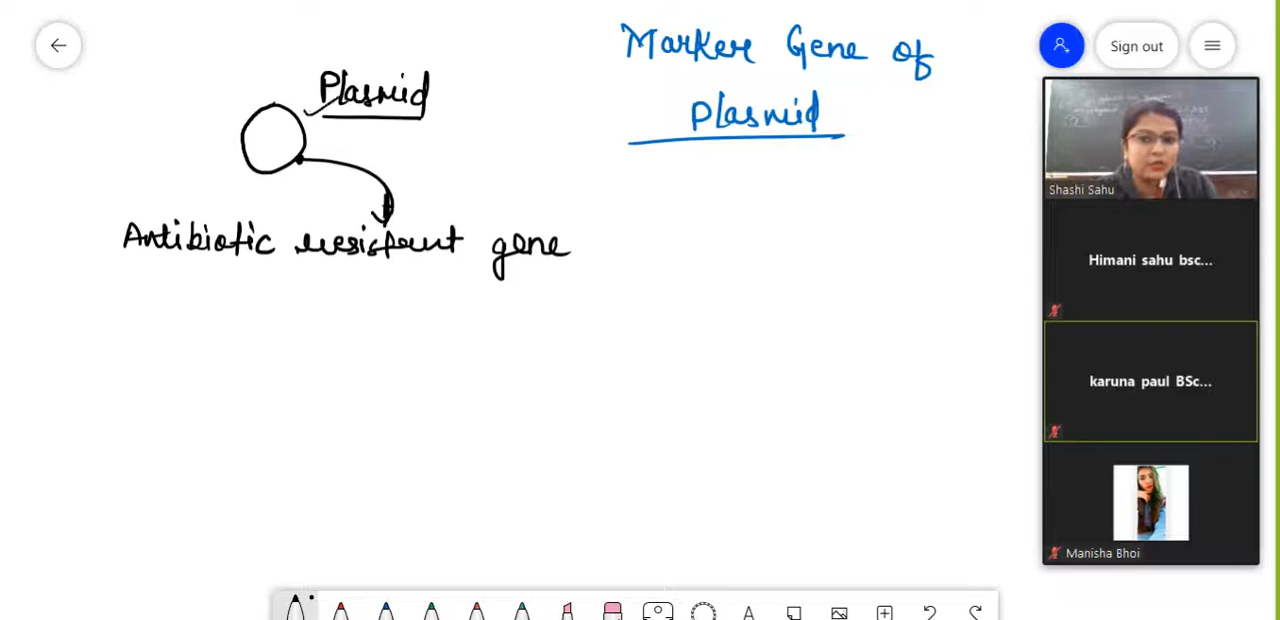 Marker Gene of
Plasmid
Plasmid
Antibiotic resistant gene
Sign out
Shashi Sahu
Himani sahu bsc...
karuna paul BSc...
Manisha Bhoi
A